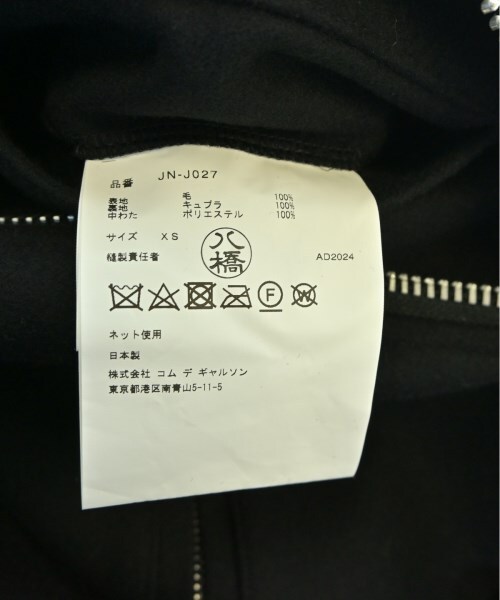 品番 JN-J027
表地 毛 100%
裏地 キュプラ 100%
中わた ポリエステル 100%
サイズ XS
縫製責任者 八橋 AD2024
F W
ネット使用
日本製
株式会社 コム デ ギャルソン
東京都港区南青山5-11-5